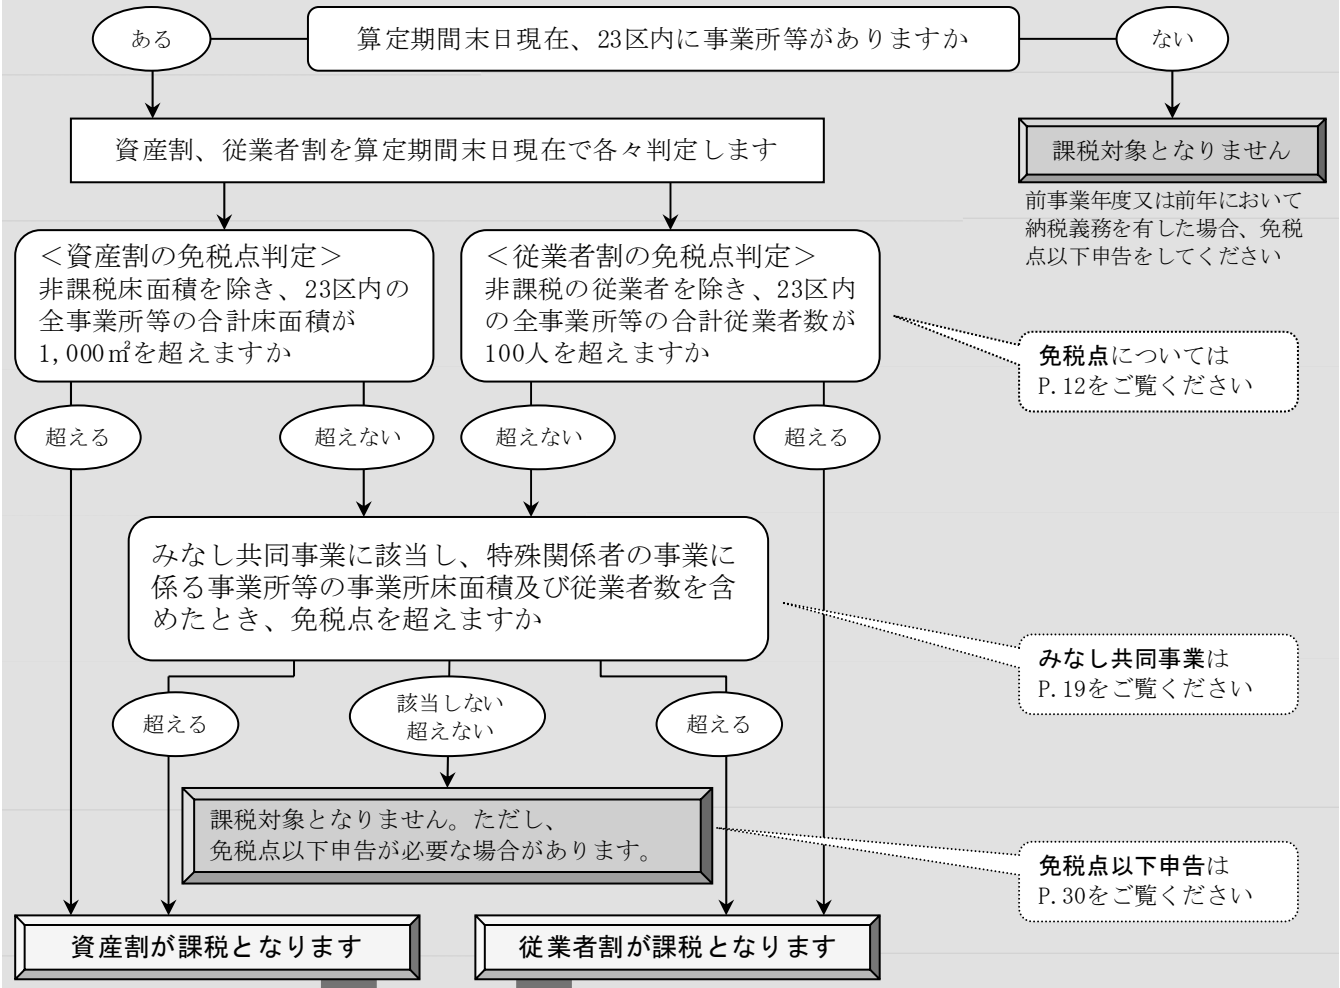 ある
算定期間末日現在、23区内に事業所等がありますか
ない
資産割、従業者割を算定期間末日現在で各々判定します
課税対象となりません
前事業年度又は前年において
納税義務を有した場合、免税
点以下申告をしてください
＜資産割の免税点判定＞
非課税床面積を除き、23区内の
全事業所等の合計床面積が
1,000㎡を超えますか
＜従業者割の免税点判定＞
非課税の従業者を除き、23区内
の全事業所等の合計従業者数が
100人を超えますか
免税点については
P.12をご覧ください
超える
超えない
超えない
超える
みなし共同事業に該当し、特殊関係者の事業に
係る事業所等の事業所床面積及び従業者数を含
めたとき、免税点を超えますか
みなし共同事業は
P.19をご覧ください
超える
該当しない
超えない
超える
課税対象となりません。ただし、
免税点以下申告が必要な場合があります。
免税点以下申告は
P.30をご覧ください
資産割が課税となります
従業者割が課税となります